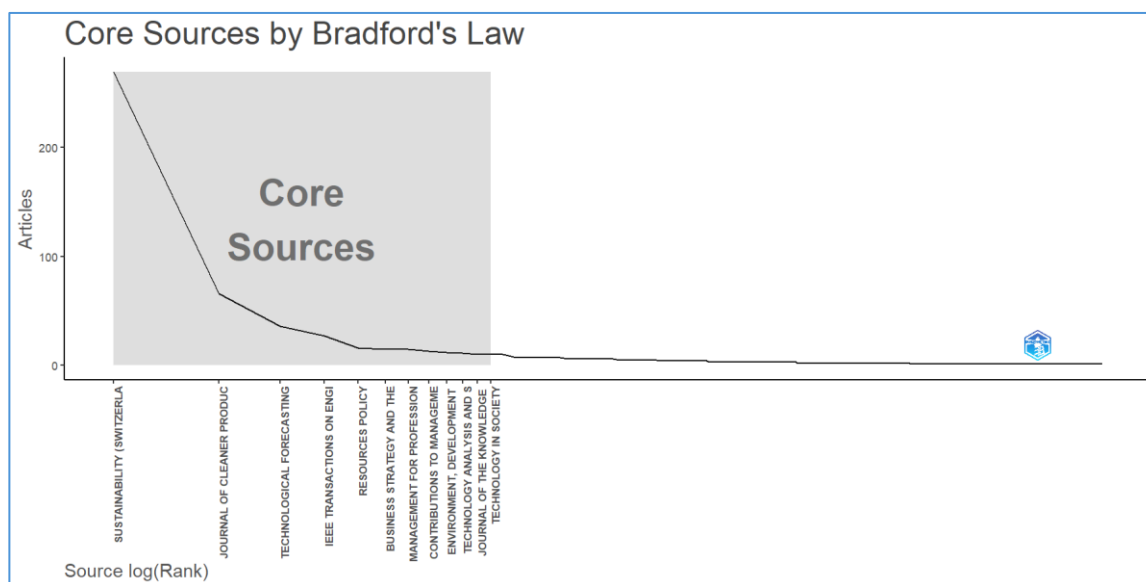 Core Sources by Bradford's Law
Articles
200
100
0
Core
Sources
SUSTAINABILITY (SWITZERLA
JOURNAL OF CLEANER PRODUC
TECHNOLOGICAL FORECASTING
IEEE TRANSACTIONS ON ENGI
RESOURCES POLICY
BUSINESS STRATEGY AND THE
MANAGEMENT FOR PROFESSION
CONTRIBUTIONS TO MANAGEME
ENVIRONMENT, DEVELOPMENT
TECHNOLOGY ANALYSIS AND S
JOURNAL OF THE KNOWLEDGE
TECHNOLOGY IN SOCIETY
Source log(Rank)